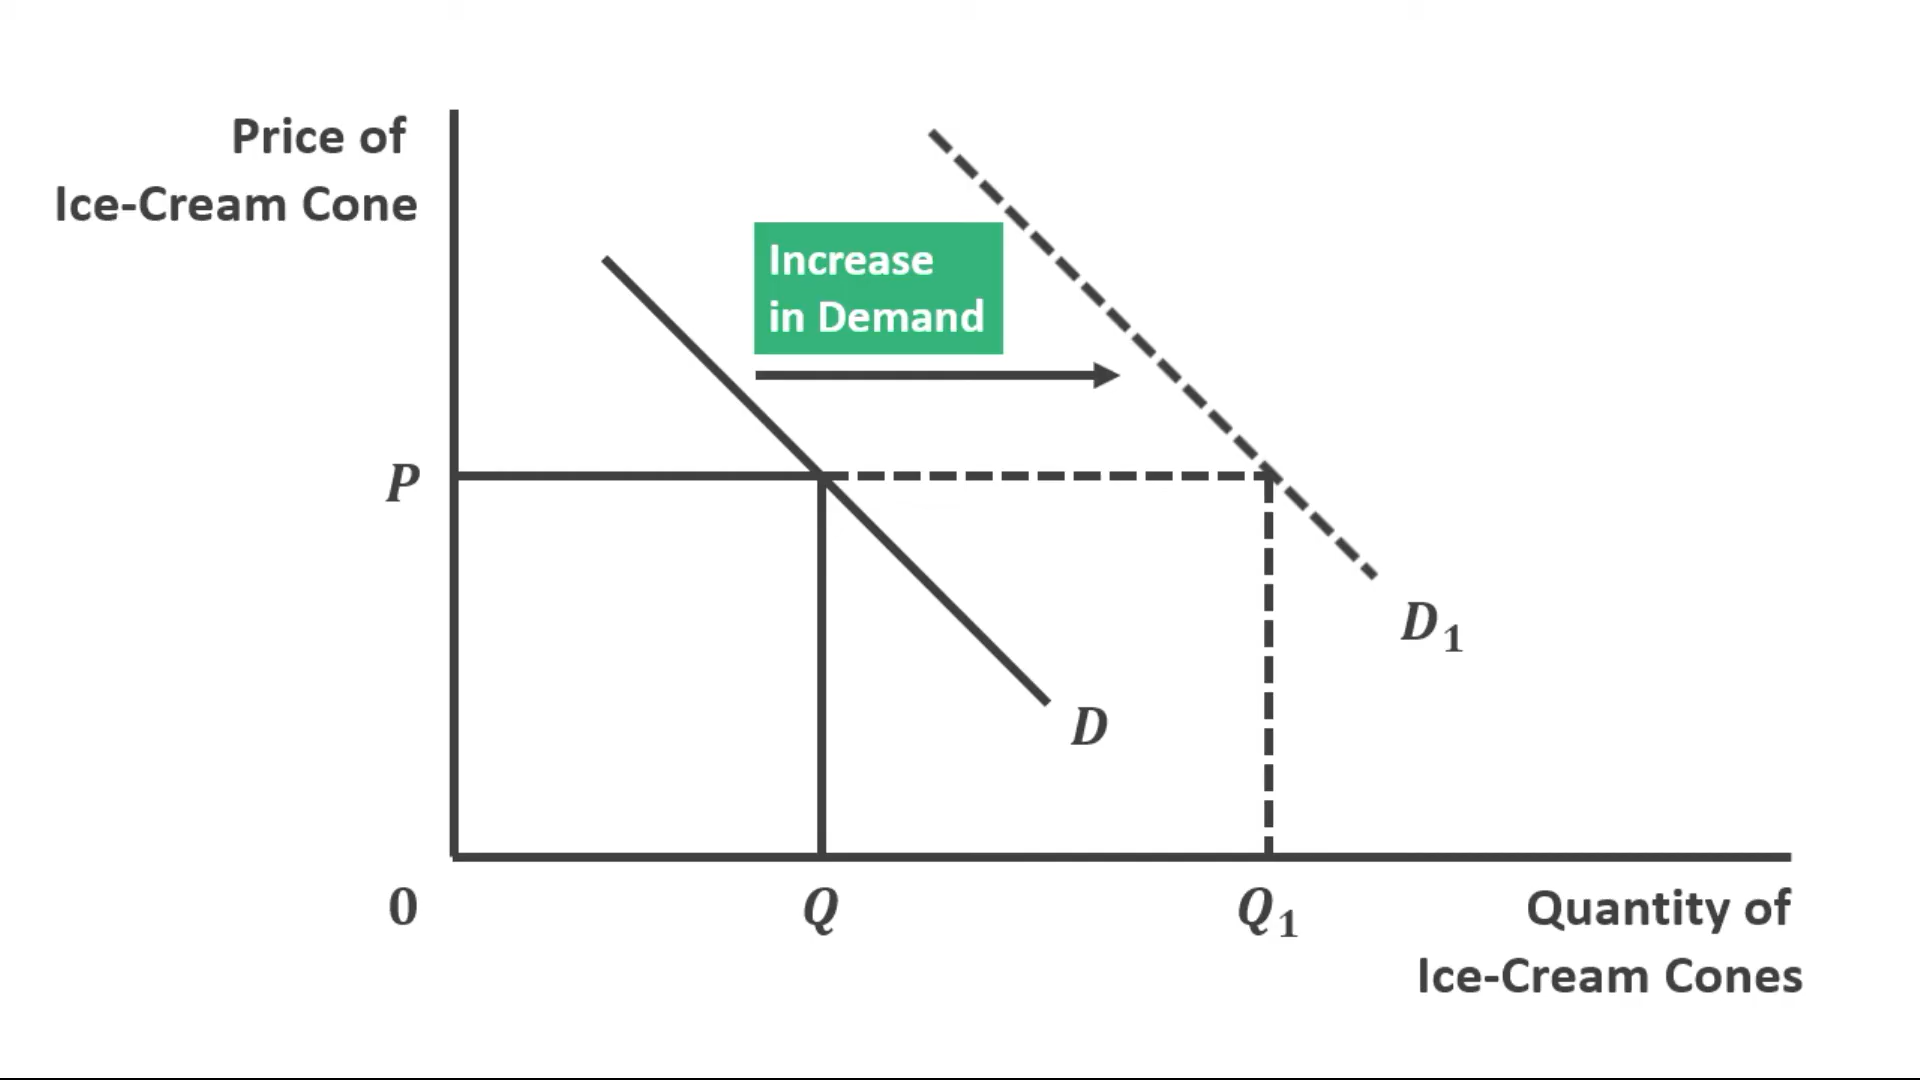 Price of
Ice-Cream Cone
Increase
in Demand
P
D₁
D
0
Q
Q₁
Quantity of
Ice-Cream Cones